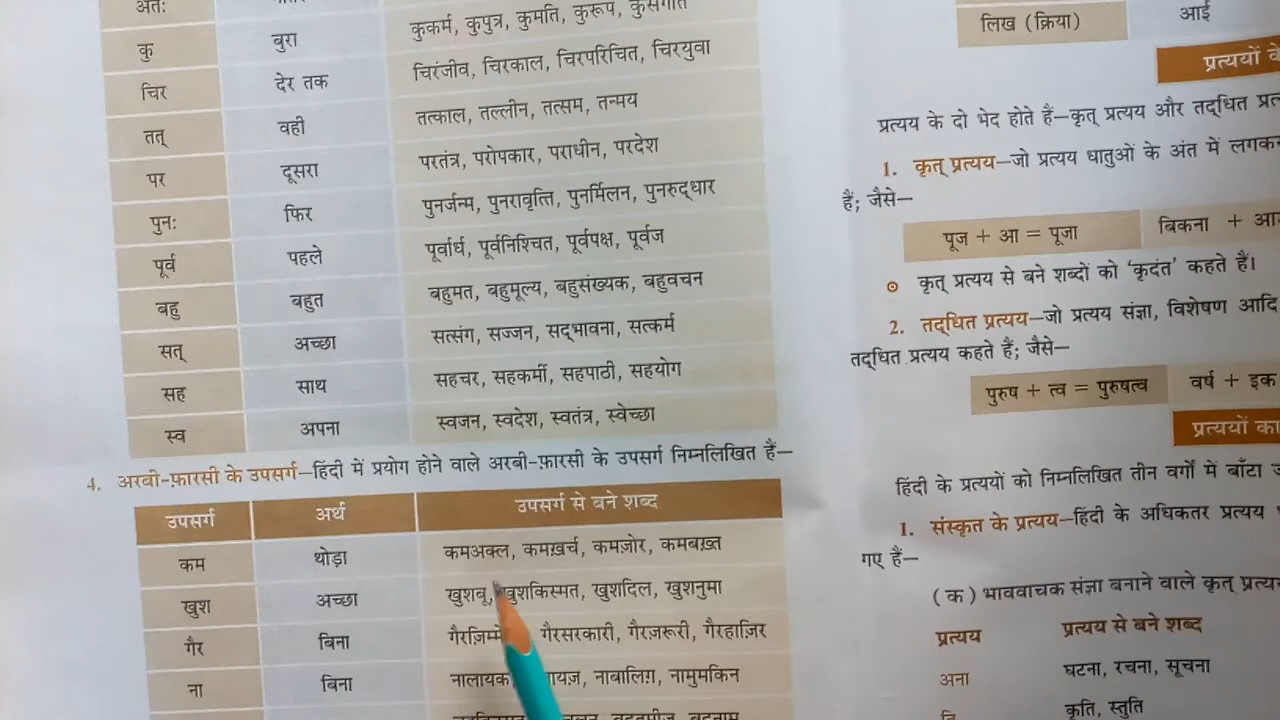 कु बुरा कुकर्म, कुपुत्र, कुमति, कुरूप, कुसंगति
चिर देर तक चिरंजीव, चिरकाल, चिरपरिचित, चिरयुवा
तत् वही तत्काल, तल्लीन, तत्सम, तन्मय
पर दूसरा परतंत्र, परोपकार, पराधीन, परदेश
पुनः फिर पुनर्जन्म, पुनरावृत्ति, पुनर्मिलन, पुनरुद्धार
पूर्व पहले पूर्वार्ध, पूर्वनिश्चित, पूर्वपक्ष, पूर्वज
बहु बहुत बहुमत, बहुमूल्य, बहुसंख्यक, बहुवचन
सत् अच्छा सत्संग, सज्जन, सद्भावना, सत्कर्म
सह साथ सहचर, सहकर्मी, सहपाठी, सहयोग
स्व अपना स्वजन, स्वदेश, स्वतंत्र, स्वेच्छा
4. अरबी-फ़ारसी के उपसर्ग—हिंदी में प्रयोग होने वाले अरबी-फ़ारसी के उपसर्ग निम्नलिखित हैं—
उपसर्ग अर्थ उपसर्ग से बने शब्द
कम थोड़ा कमअक्ल, कमख़र्च, कमज़ोर, कमबख़्त
खुश अच्छा खुशबू, खुशकिस्मत, खुशदिल, खुशनुमा
गैर बिना गैरसरकारी, गैरज़रूरी, गैरहाज़िर
ना बिना नालायक, नाबालिग़, नामुमकिन
लिख (क्रिया) आई
प्रत्ययों के
प्रत्यय के दो भेद होते हैं—कृत् प्रत्यय और तद्धित
1. कृत् प्रत्यय—जो प्रत्यय धातुओं के अंत में लगकर
हैं; जैसे—
पूज + आ = पूजा बिकना +
कृत् प्रत्यय से बने शब्दों को 'कृदंत' कहते हैं।
2. तद्धित प्रत्यय—जो प्रत्यय संज्ञा, विशेषण आदि
तद्धित प्रत्यय कहते हैं; जैसे—
पुरुष + त्व = पुरुषत्व वर्ष + इक
प्रत्ययों का
हिंदी के प्रत्ययों को निम्नलिखित तीन वर्गों में बाँटा
1. संस्कृत के प्रत्यय—हिंदी के अधिकतर प्रत्यय
गए हैं—
(क) भाववाचक संज्ञा बनाने वाले कृत्
प्रत्यय प्रत्यय से बने शब्द
अना घटना, रचना, सूचना
कृति, स्तुति